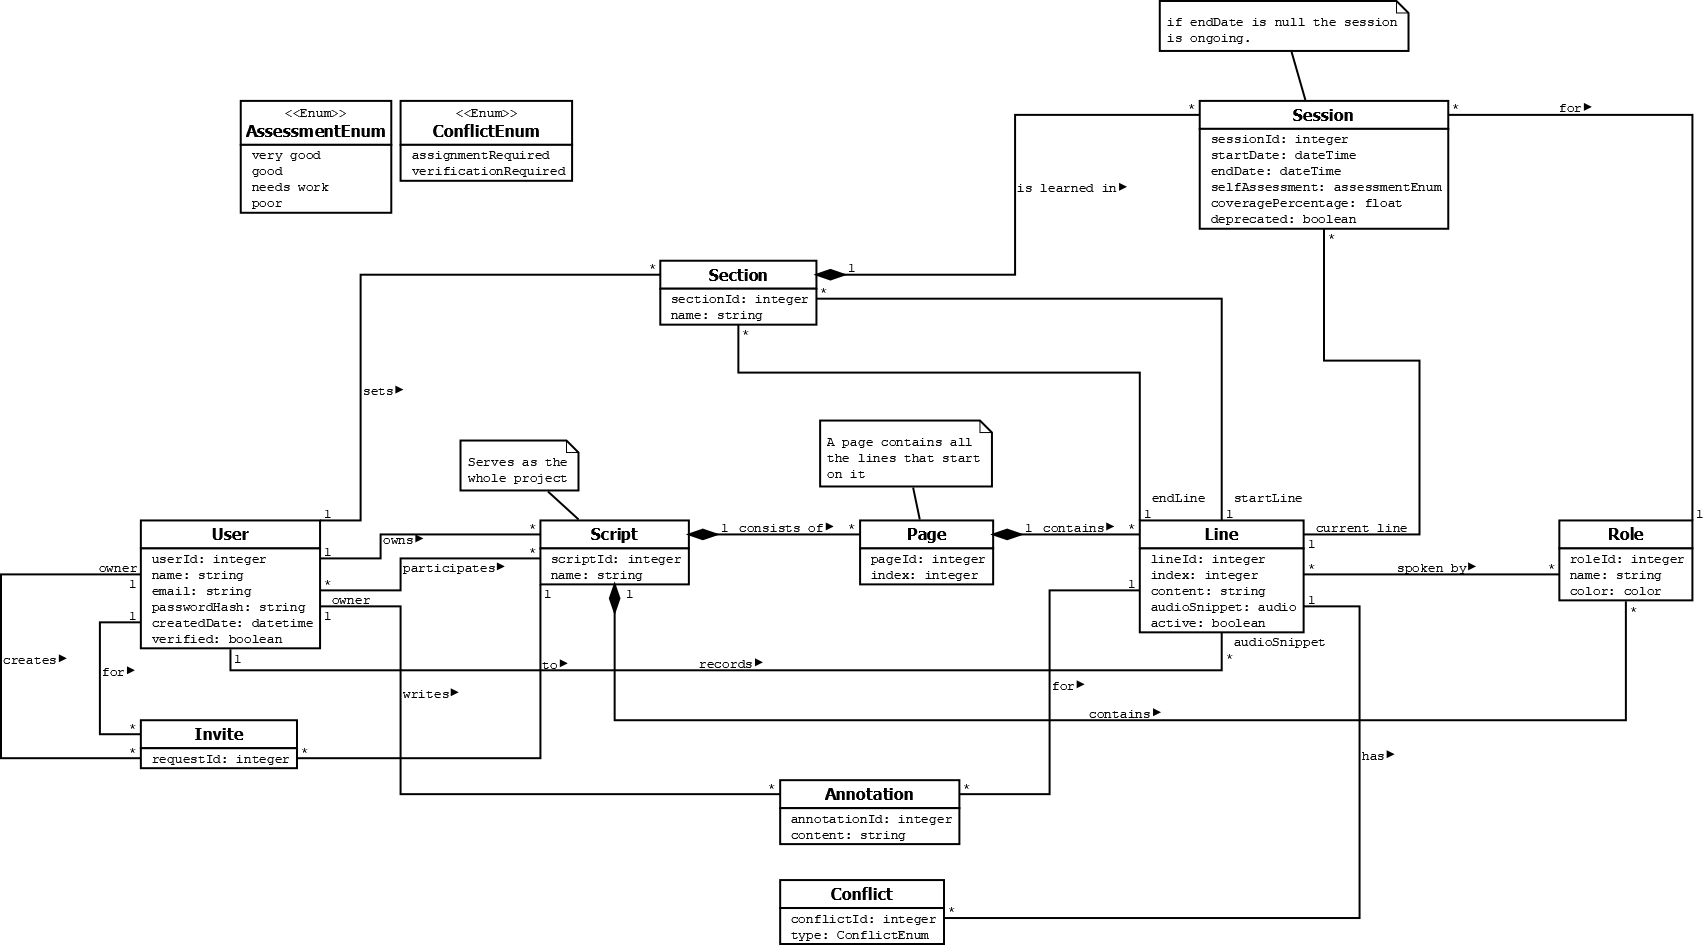 if endDate is null the session
is ongoing.
<<Enum>>
AssessmentEnum
very good
good
needs work
poor
<<Enum>>
ConflictEnum
assignmentRequired
verificationRequired
*
*
for
Session
sessionId: integer
startDate: dateTime
endDate: dateTime
selfAssessment: assessmentEnum
coveragePercentage: float
deprecated: boolean
*
is learned in
*
Section
sectionId: integer
name: string
1
*
*
sets
Serves as the
whole project
A page contains all
the lines that start
on it
endLine
startLine
1
1
1
1
User
userId: integer
name: string
email: string
passwordHash: string
createdDate: datetime
verified: boolean
owner
1
1
1
owns
*
*
participates
*
owner
1
1
Script
scriptId: integer
name: string
1
1
1
consists of
*
Page
pageId: integer
index: integer
1
contains
*
Line
lineId: integer
index: integer
content: string
audioSnippet: audio
active: boolean
current line
1
*
spoken by
*
1
1
Role
roleId: integer
name: string
color: color
*
audioSnippet
*
creates
for
to
records
writes
for
contains
has
*
*
Invite
requestId: integer
*
*
Annotation
annotationId: integer
content: string
*
Conflict
conflictId: integer
type: ConflictEnum
*